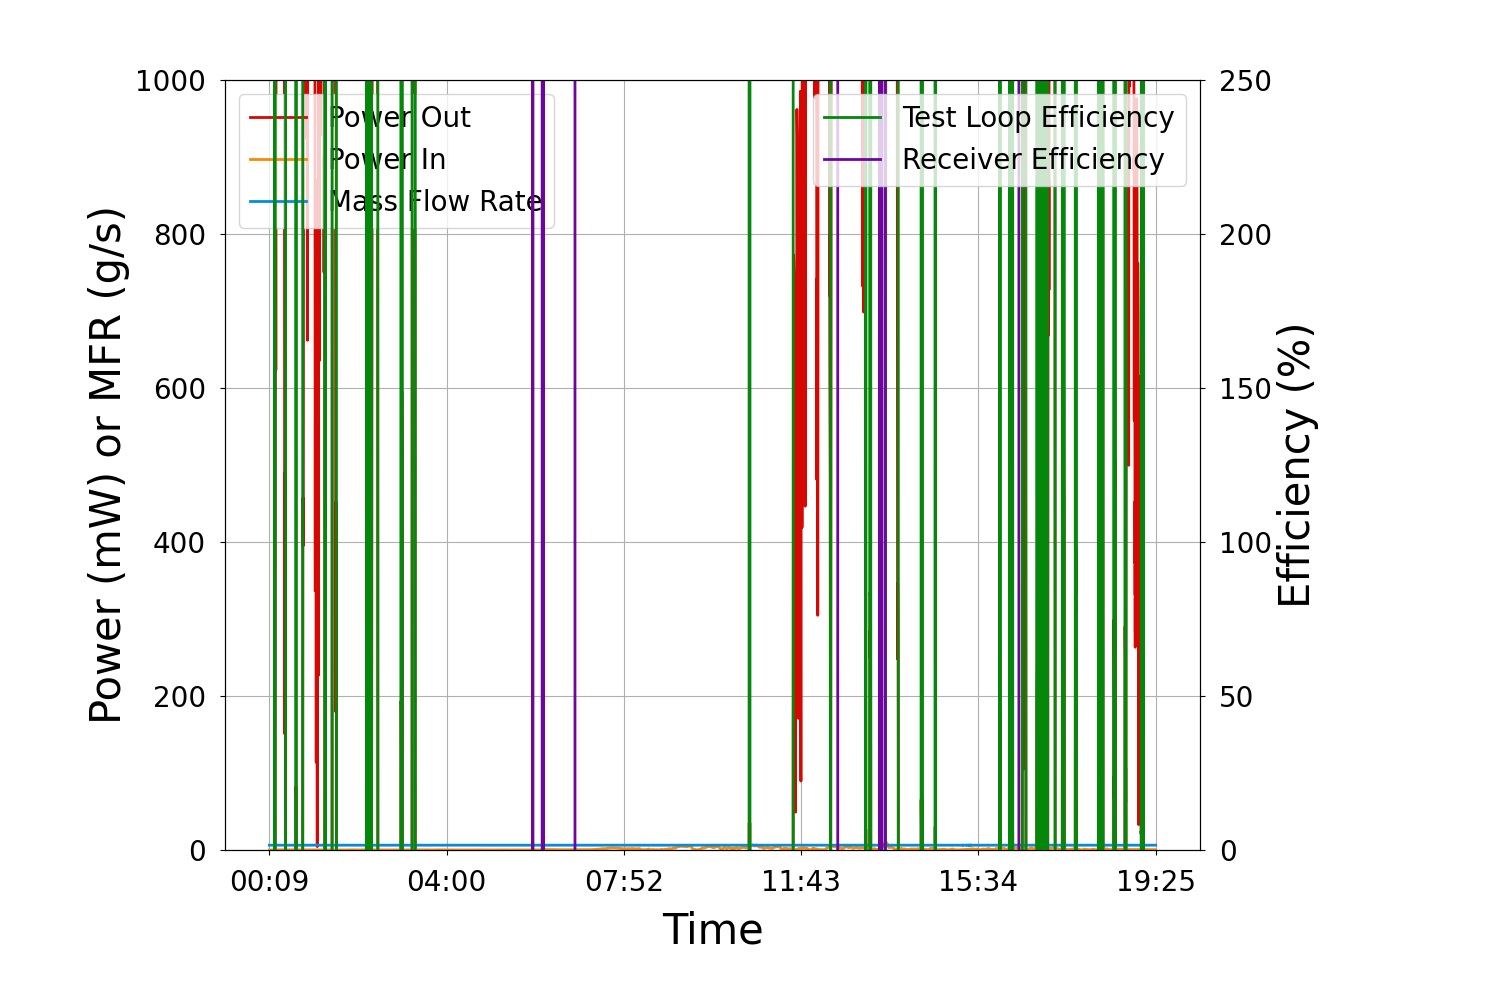 1000
800
600
400
200
0
Power (mW) or MFR (g/s)
Power Out
Power In
Mass Flow Rate
Test Loop Efficiency
Receiver Efficiency
250
200
150
100
50
0
Efficiency (%)
00:09 04:00 07:52 11:43 15:34 19:25
Time